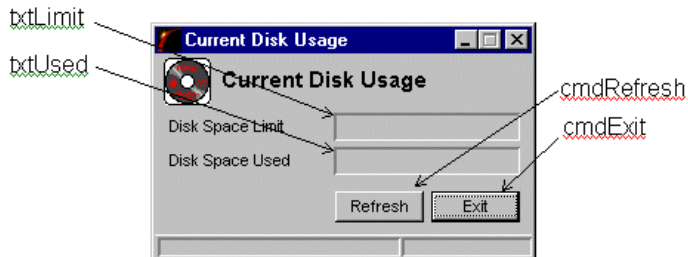 txtLimit
Current Disk Usage
txtUsed
Current Disk Usage
cmdRefresh
Disk Space Limit
cmdExit
Disk Space Used
Refresh
Exit